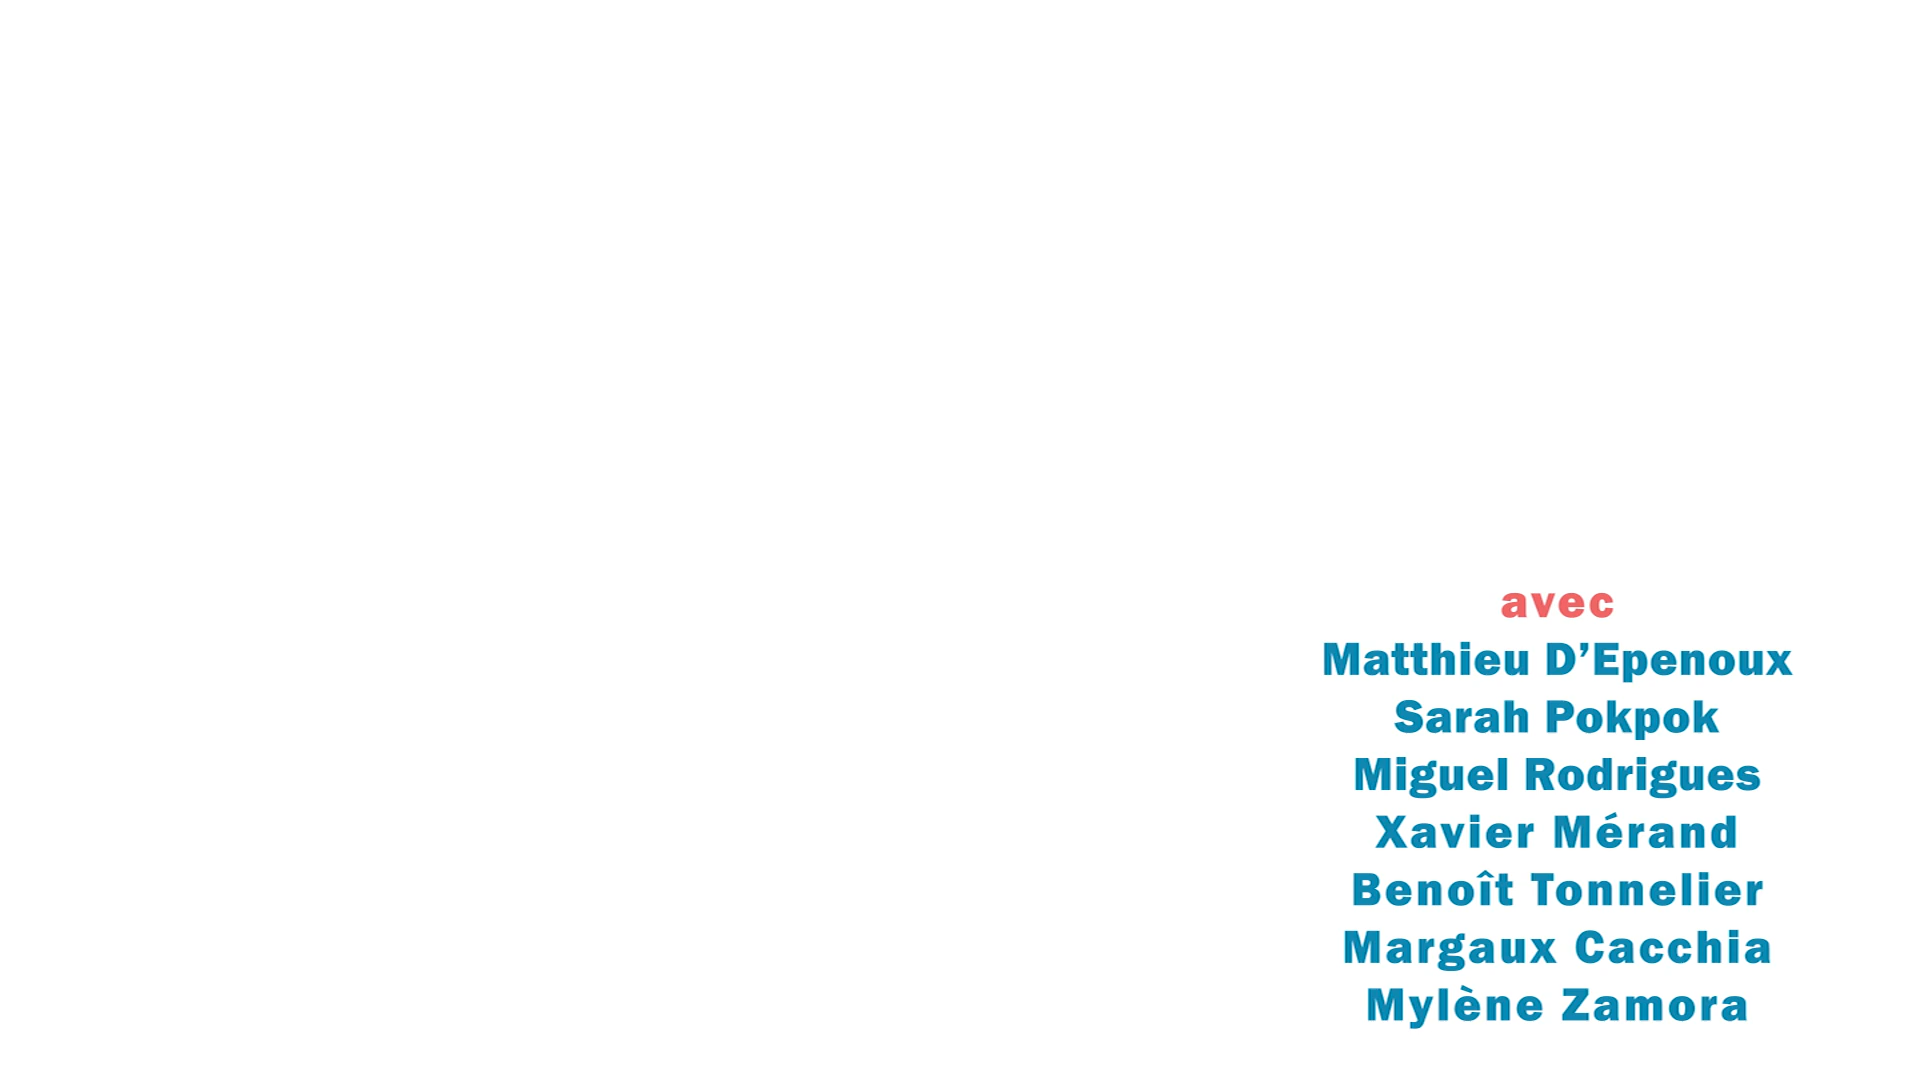 avec
Matthieu D’Epenoux
Sarah Pokpok
Miguel Rodrigues
Xavier Mérand
Benoît Tonnelier
Margaux Cacchia
Mylène Zamora